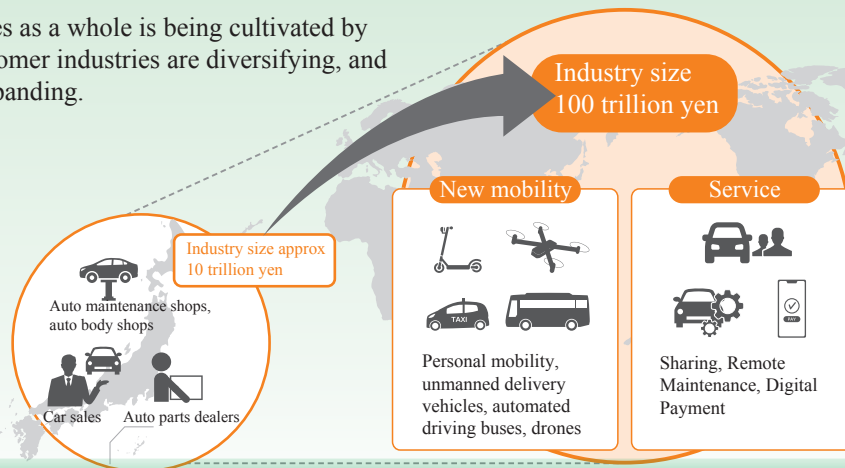 es as a whole is being cultivated by
omer industries are diversifying, and
panding.
Industry size
100 trillion yen
Industry size approx
10 trillion yen
Auto maintenance shops,
auto body shops
Car sales
Auto parts dealers
New mobility
TAXI
Personal mobility,
unmanned delivery
vehicles, automated
driving buses, drones
Service
PAY
Sharing, Remote
Maintenance, Digital
Payment